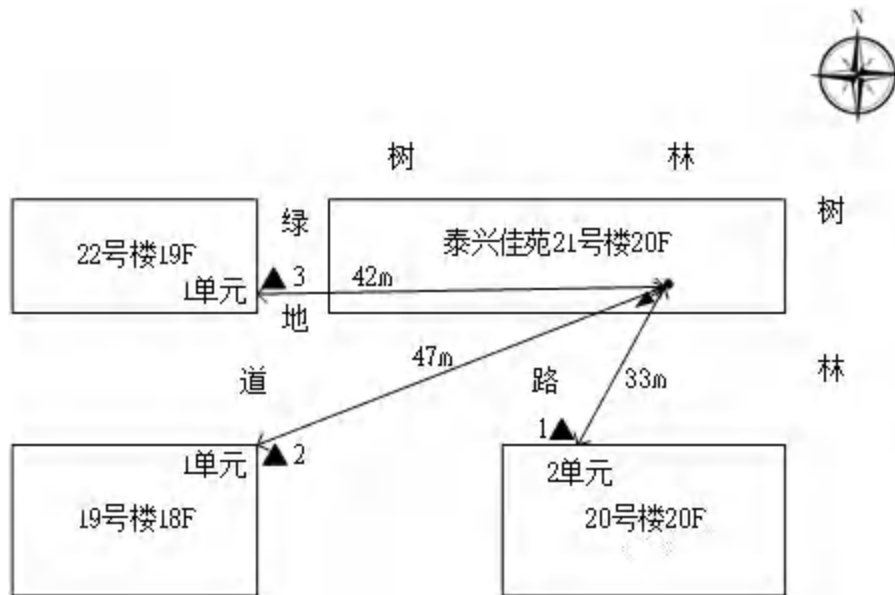 N
树 林
绿 树
22号楼19F 泰兴佳苑21号楼20F
▲3 42m
1单元
地
47m
道 路 33m 林
1▲
1单元 ▲2 2单元
19号楼18F 20号楼20F